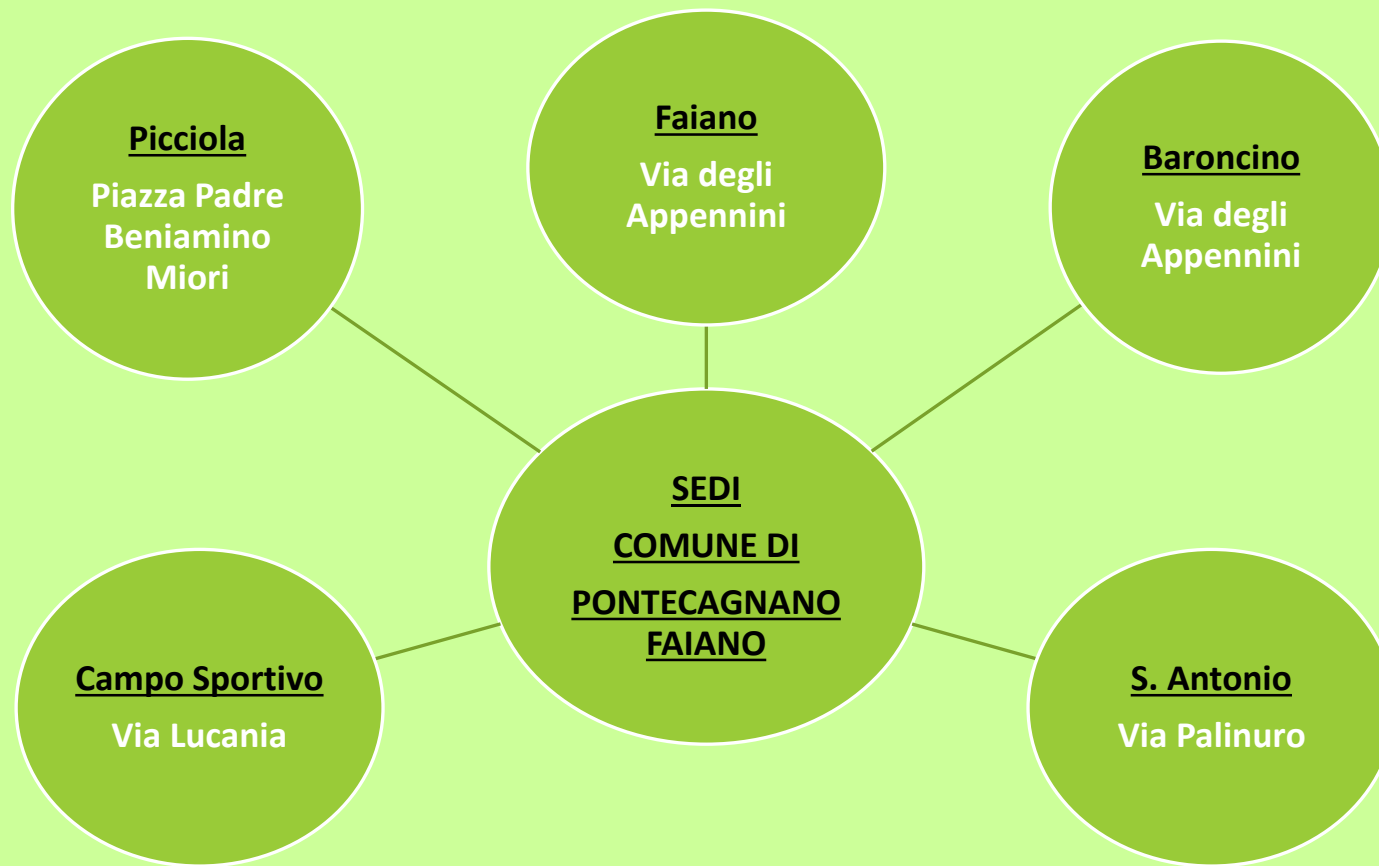 Picciola
Piazza Padre
Beniamino
Miori
Faiano
Via degli
Appennini
Baroncino
Via degli
Appennini
SEDI
COMUNE DI
PONTECAGNANO
FAIANO
Campo Sportivo
Via Lucania
S. Antonio
Via Palinuro